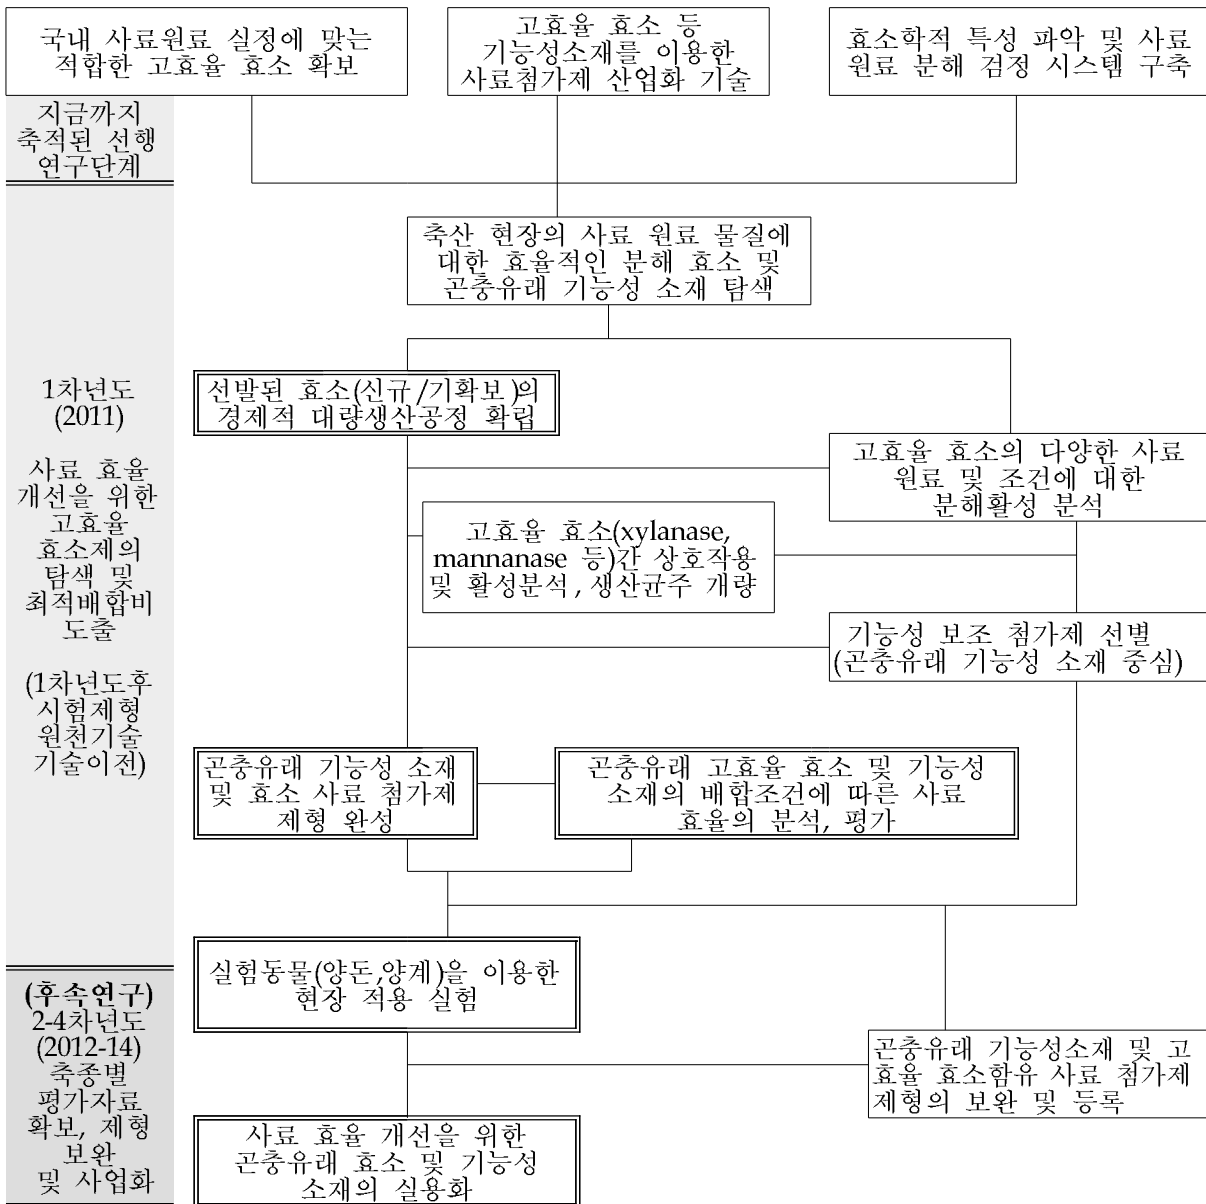 국내 사료원료 실정에 맞는
적합한 고효율 효소 확보
고효율 효소 등
기능성소재를 이용한
사료첨가제 산업화 기술
효소학적 특성 파악 및 사료
원료 분해 검정 시스템 구축
지금까지
축적된 선행
연구단계
축산 현장의 사료 원료 물질에
대한 효율적인 분해 효소 및
곤충유래 기능성 소재 탐색
1차년도
(2011)
사료 효율
개선을 위한
고효율
효소제의
탐색 및
최적배합비
도출
(1차년도후
시험제형
원천기술
기술이전)
선발된 효소(신규/기확보)의
경제적 대량생산공정 확립
고효율 효소의 다양한 사료
원료 및 조건에 대한
분해활성 분석
고효율 효소(xylanase,
mannanase 등)간 상호작용
및 활성분석, 생산균주 개량
기능성 보조 첨가제 선별
(곤충유래 기능성 소재 중심)
곤충유래 기능성 소재
및 효소 사료 첨가제
제형 완성
곤충유래 고효율 효소 및 기능성
소재의 배합조건에 따른 사료
효율의 분석, 평가
실험동물(양돈,양계)을 이용한
현장 적용 실험
(후속연구)
2-4차년도
(2012-14)
축종별
평가자료
확보, 제형
보완
및 사업화
곤충유래 기능성소재 및 고
효율 효소함유 사료 첨가제
제형의 보완 및 등록
사료 효율 개선을 위한
곤충유래 효소 및 기능성
소재의 실용화